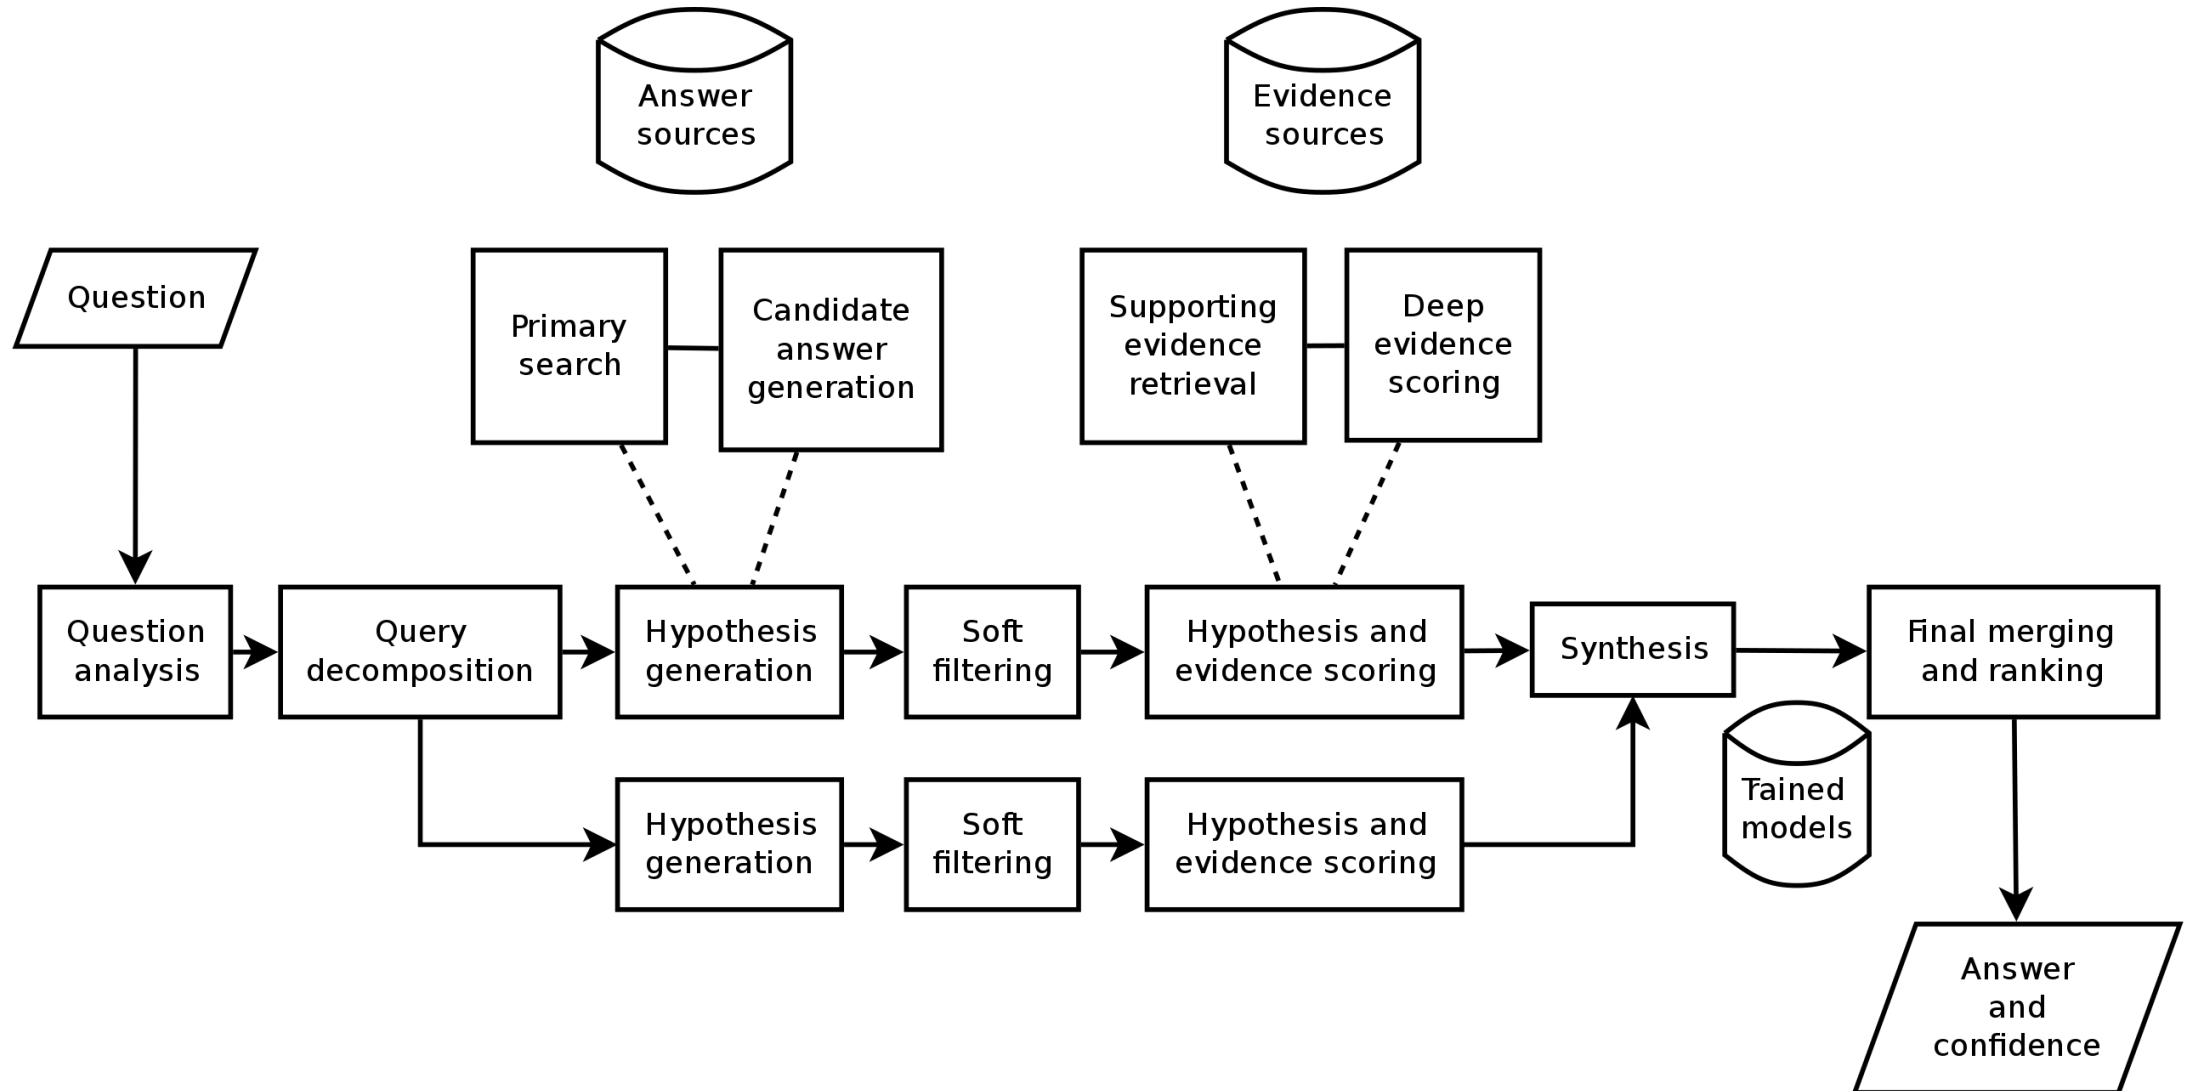 Answer
sources
Evidence
sources
Question
Primary
search
Candidate
answer
generation
Supporting
evidence
retrieval
Deep
evidence
scoring
Question
analysis
Query
decomposition
Hypothesis
generation
Soft
filtering
Hypothesis and
evidence scoring
Synthesis
Final merging
and ranking
Hypothesis
generation
Soft
filtering
Hypothesis and
evidence scoring
Tained
models
Answer
and
confidence